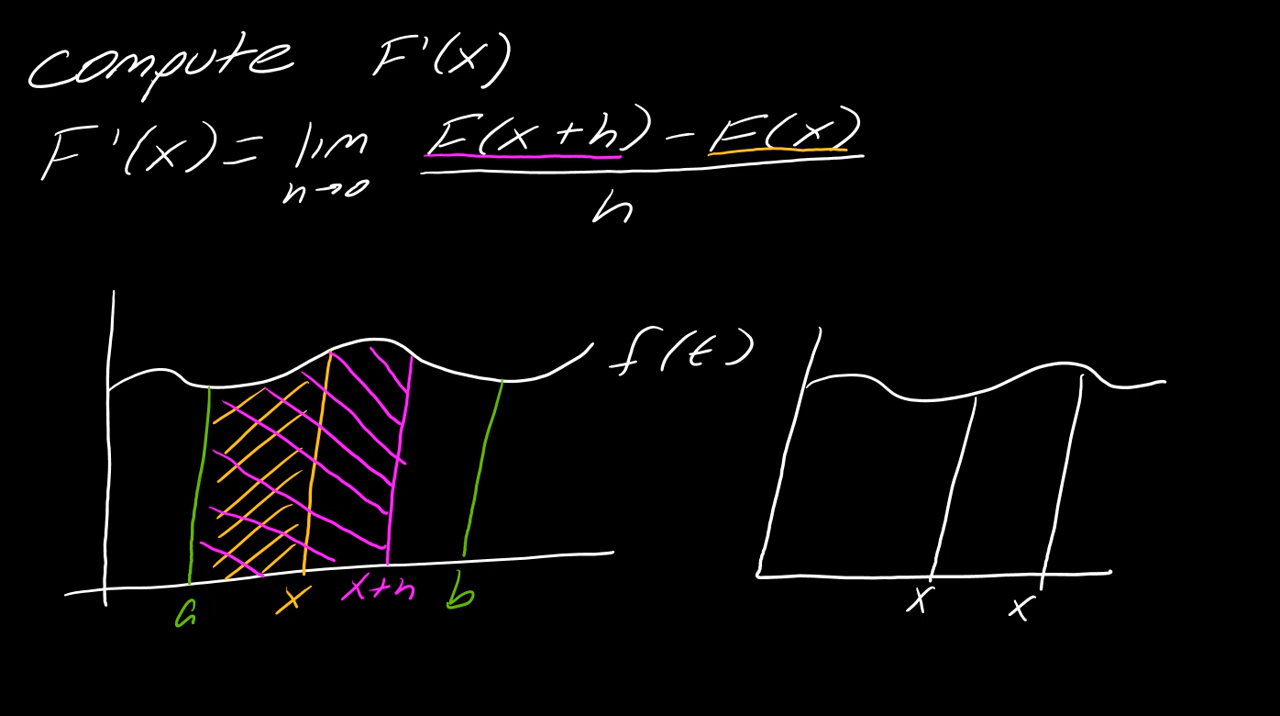 compute F'(x)
F'(x) = lim h→0 F(x+h) - F(x) / h
f(t)
a x x+h b
x x